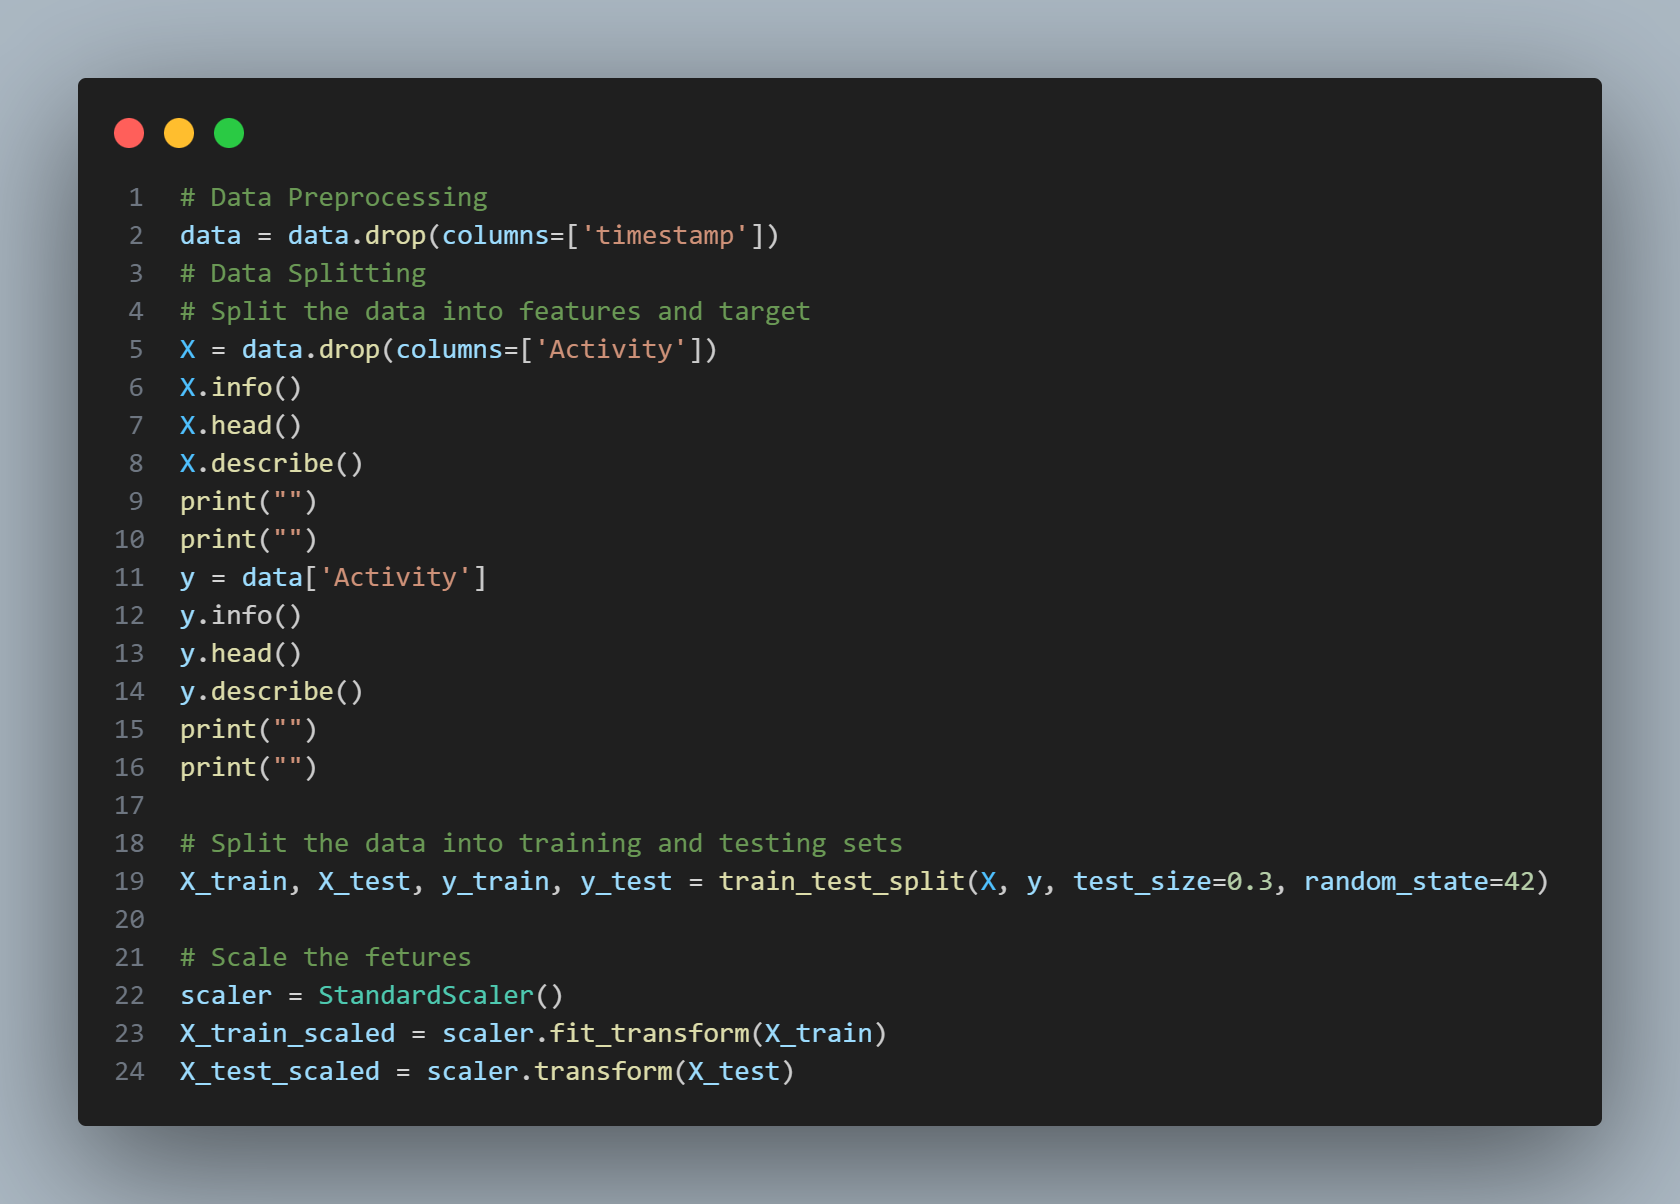 1 # Data Preprocessing
2 data = data.drop(columns=['timestamp'])
3 # Data Splitting
4 # Split the data into features and target
5 X = data.drop(columns=['Activity'])
6 X.info()
7 X.head()
8 X.describe()
9 print("")
10 print("")
11 y = data['Activity']
12 y.info()
13 y.head()
14 y.describe()
15 print("")
16 print("")
17
18 # Split the data into training and testing sets
19 X_train, X_test, y_train, y_test = train_test_split(X, y, test_size=0.3, random_state=42)
20
21 # Scale the fetures
22 scaler = StandardScaler()
23 X_train_scaled = scaler.fit_transform(X_train)
24 X_test_scaled = scaler.transform(X_test)